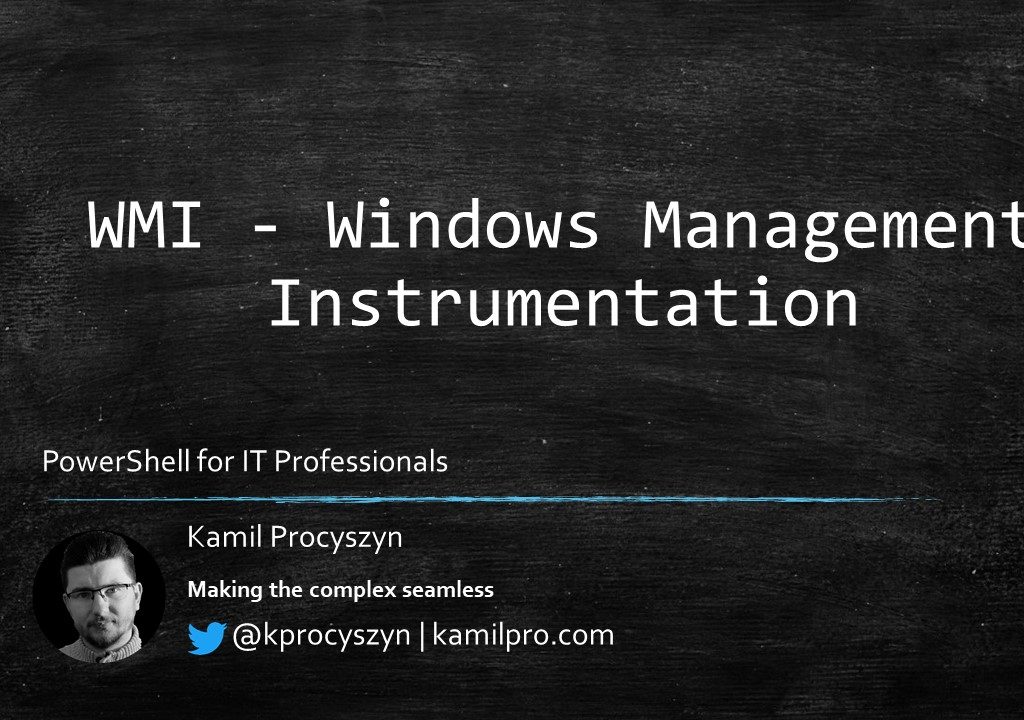 WMI - Windows Management
Instrumentation
PowerShell for IT Professionals
Kamil Procyszyn
Making the complex seamless
@kprocyszyn | kamilpro.com